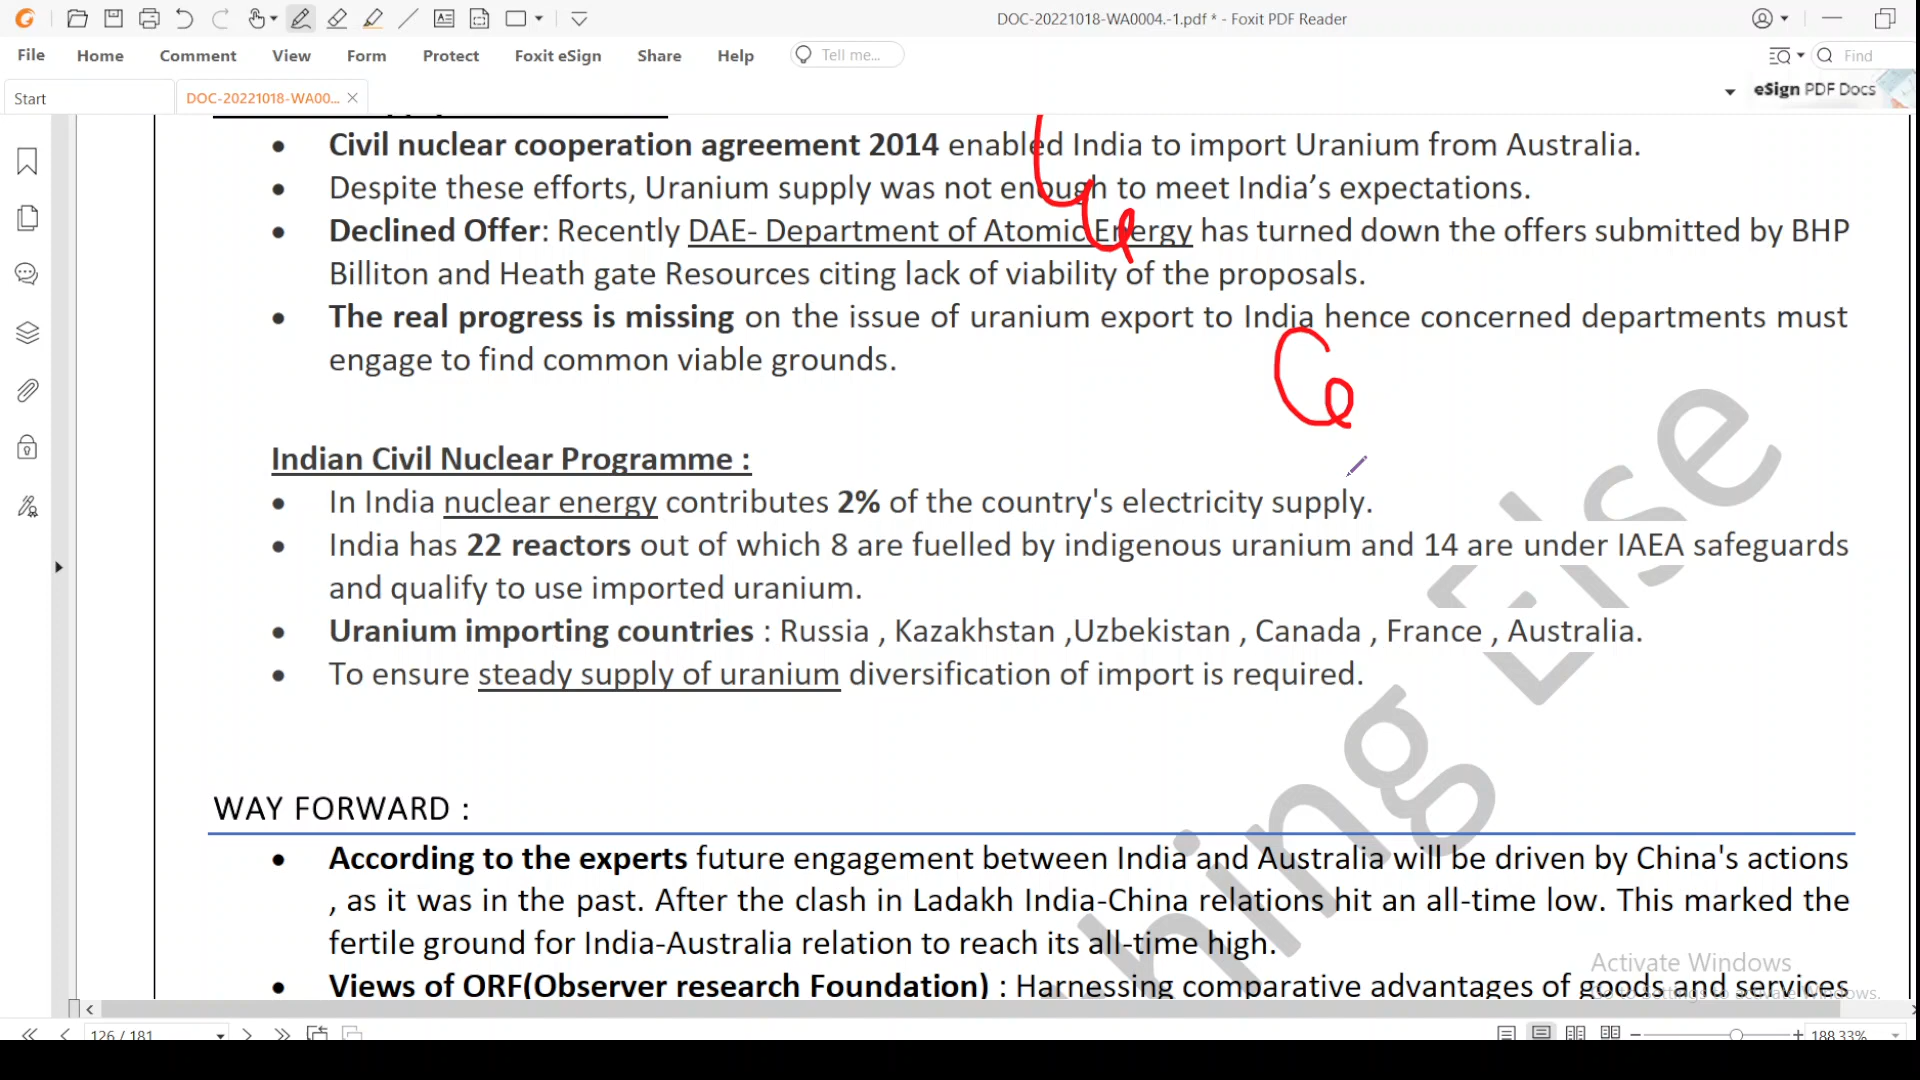 DOC-20221018-WA0004.-1.pdf * - Foxit PDF Reader
File Home Comment View Form Protect Foxit eSign Share Help Tell me... Find
Start DOC-20221018-WA00... eSign PDF Docs
• Civil nuclear cooperation agreement 2014 enabled India to import Uranium from Australia.
• Despite these efforts, Uranium supply was not enough to meet India’s expectations.
• Declined Offer: Recently DAE- Department of Atomic Energy has turned down the offers submitted by BHP
Billiton and Heath gate Resources citing lack of viability of the proposals.
• The real progress is missing on the issue of uranium export to India hence concerned departments must
engage to find common viable grounds.
Indian Civil Nuclear Programme :
• In India nuclear energy contributes 2% of the country's electricity supply.
• India has 22 reactors out of which 8 are fuelled by indigenous uranium and 14 are under IAEA safeguards
and qualify to use imported uranium.
• Uranium importing countries : Russia , Kazakhstan ,Uzbekistan , Canada , France , Australia.
• To ensure steady supply of uranium diversification of import is required.
WAY FORWARD :
• According to the experts future engagement between India and Australia will be driven by China's actions
, as it was in the past. After the clash in Ladakh India-China relations hit an all-time low. This marked the
fertile ground for India-Australia relation to reach its all-time high.
• Views of ORF(Observer research Foundation) : Harnessing comparative advantages of goods and services
hing Else
Activate Windows
Go to Settings to activate Windows.
126 / 181 188.33%